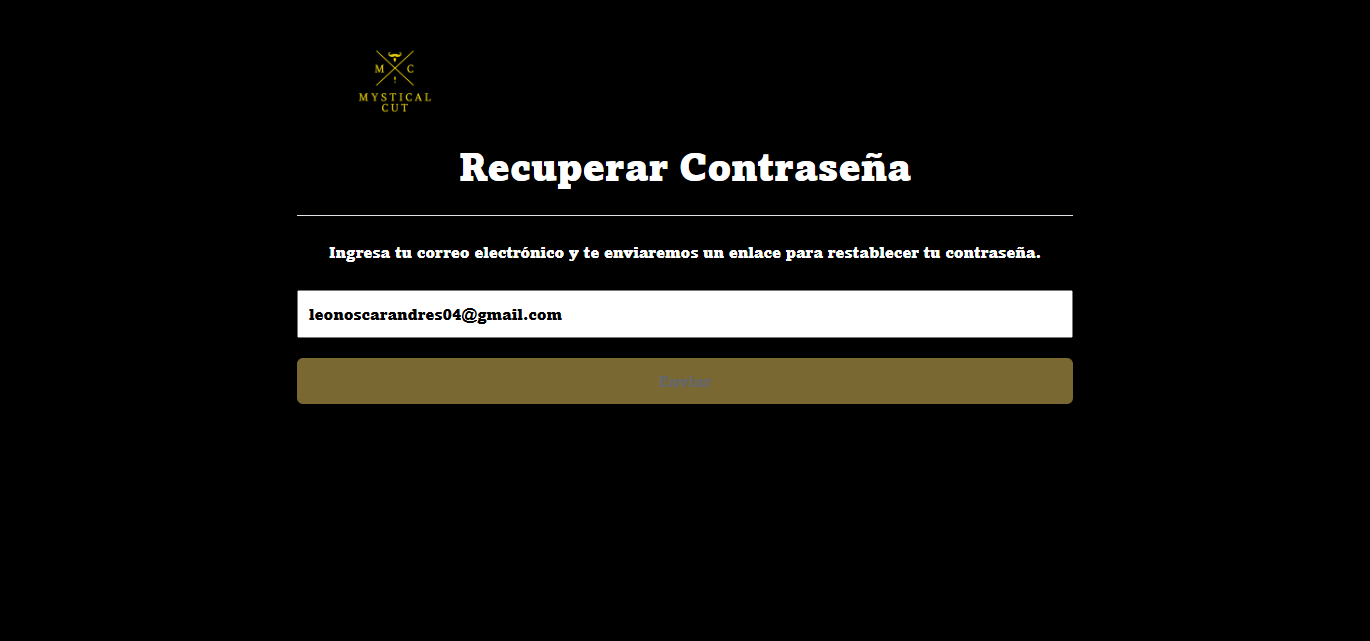 M C
MYSTICAL
CUT
Recuperar Contraseña
Ingresa tu correo electrónico y te enviaremos un enlace para restablecer tu contraseña.
leonoscarandres04@gmail.com
Enviar